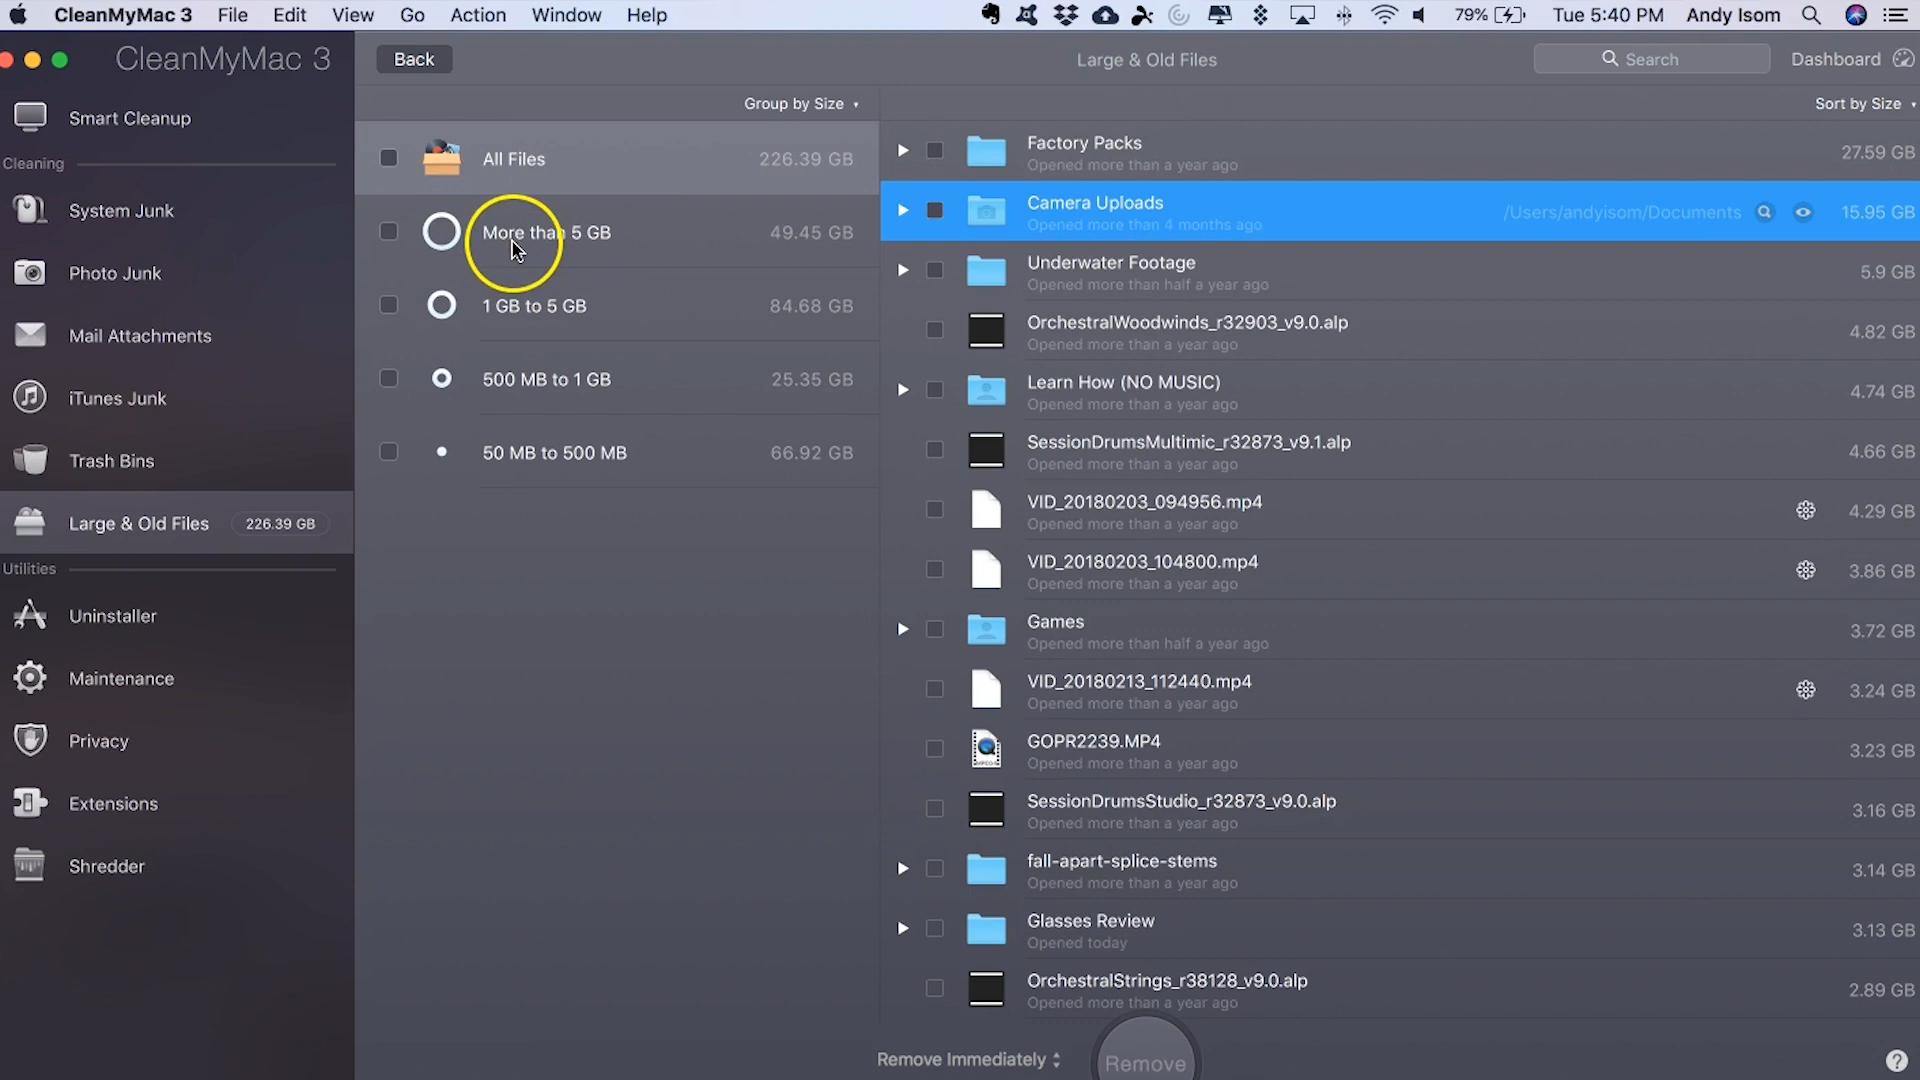 CleanMyMac 3 File Edit View Go Action Window Help 79% Tue 5:40 PM Andy Isom
CleanMyMac 3
Smart Cleanup
Cleaning
System Junk
Photo Junk
Mail Attachments
iTunes Junk
Trash Bins
Large & Old Files 226.39 GB
Utilities
Uninstaller
Maintenance
Privacy
Extensions
Shredder
Back Large & Old Files Search Dashboard
Group by Size
All Files 226.39 GB
More than 5 GB 49.45 GB
1 GB to 5 GB 84.68 GB
500 MB to 1 GB 25.35 GB
50 MB to 500 MB 66.92 GB
Sort by Size
Factory Packs 27.59 GB
Opened more than a year ago
Camera Uploads /Users/andyisom/Documents 15.95 GB
Opened more than 4 months ago
Underwater Footage 5.9 GB
Opened more than half a year ago
OrchestralWoodwinds_r32903_v9.0.alp 4.82 GB
Opened more than a year ago
Learn How (NO MUSIC) 4.74 GB
Opened more than a year ago
SessionDrumsMultimic_r32873_v9.1.alp 4.66 GB
Opened more than a year ago
VID_20180203_094956.mp4 4.29 GB
Opened more than a year ago
VID_20180203_104800.mp4 3.86 GB
Opened more than a year ago
Games 3.72 GB
Opened more than half a year ago
VID_20180213_112440.mp4 3.24 GB
Opened more than a year ago
GOPR2239.MP4 3.23 GB
Opened more than a year ago
SessionDrumsStudio_r32873_v9.0.alp 3.16 GB
Opened more than a year ago
fall-apart-splice-stems 3.14 GB
Opened more than a year ago
Glasses Review 3.13 GB
Opened today
OrchestralStrings_r38128_v9.0.alp 2.89 GB
Opened more than a year ago
Remove Immediately Remove ?